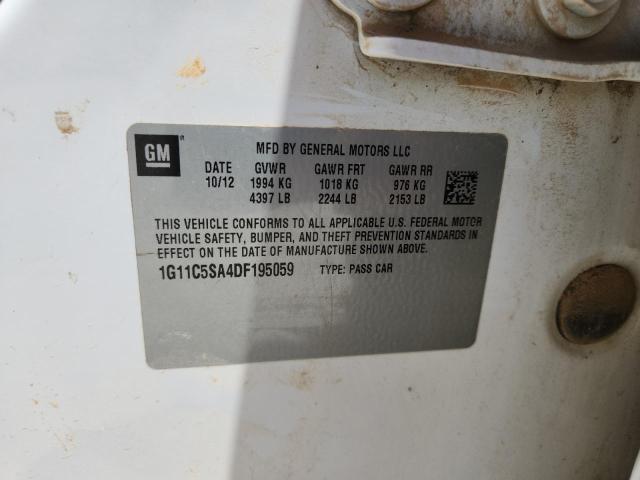 GM
MFD BY GENERAL MOTORS LLC
DATE GVWR GAWR FRT GAWR RR
10/12 1994 KG 1018 KG 976 KG
4397 LB 2244 LB 2153 LB
THIS VEHICLE CONFORMS TO ALL APPLICABLE U.S. FEDERAL MOTOR
VEHICLE SAFETY, BUMPER, AND THEFT PREVENTION STANDARDS IN
EFFECT ON THE DATE OF MANUFACTURE SHOWN ABOVE.
1G11C5SA4DF195059 TYPE: PASS CAR